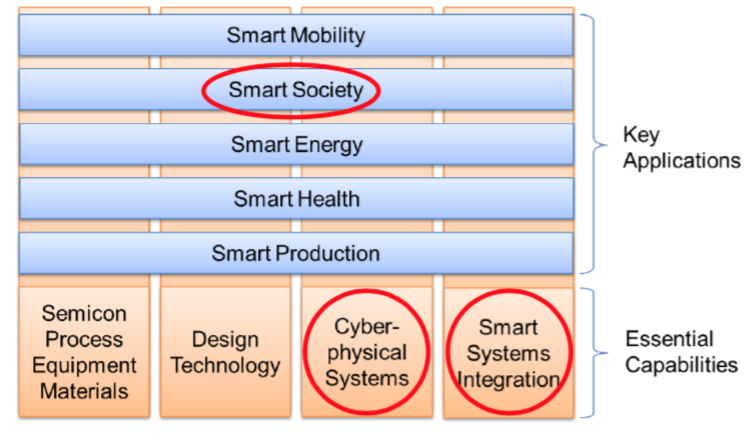 Smart Mobility
Smart Society
Smart Energy
Smart Health
Smart Production
Key
Applications
Semicon
Process
Equipment
Materials
Design
Technology
Cyber-
physical
Systems
Smart
Systems
Integration
Essential
Capabilities